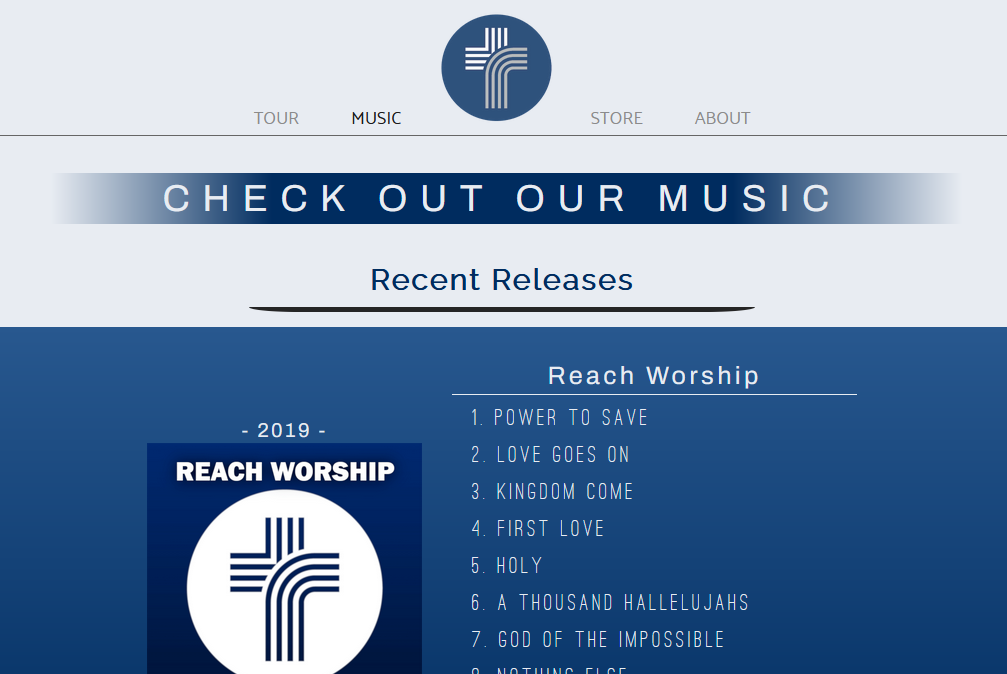 TOUR MUSIC STORE ABOUT
CHECK OUT OUR MUSIC
Recent Releases
Reach Worship
- 2019 -
REACH WORSHIP
1. POWER TO SAVE
2. LOVE GOES ON
3. KINGDOM COME
4. FIRST LOVE
5. HOLY
6. A THOUSAND HALLELUJAHS
7. GOD OF THE IMPOSSIBLE
8. NOTHING ELSE